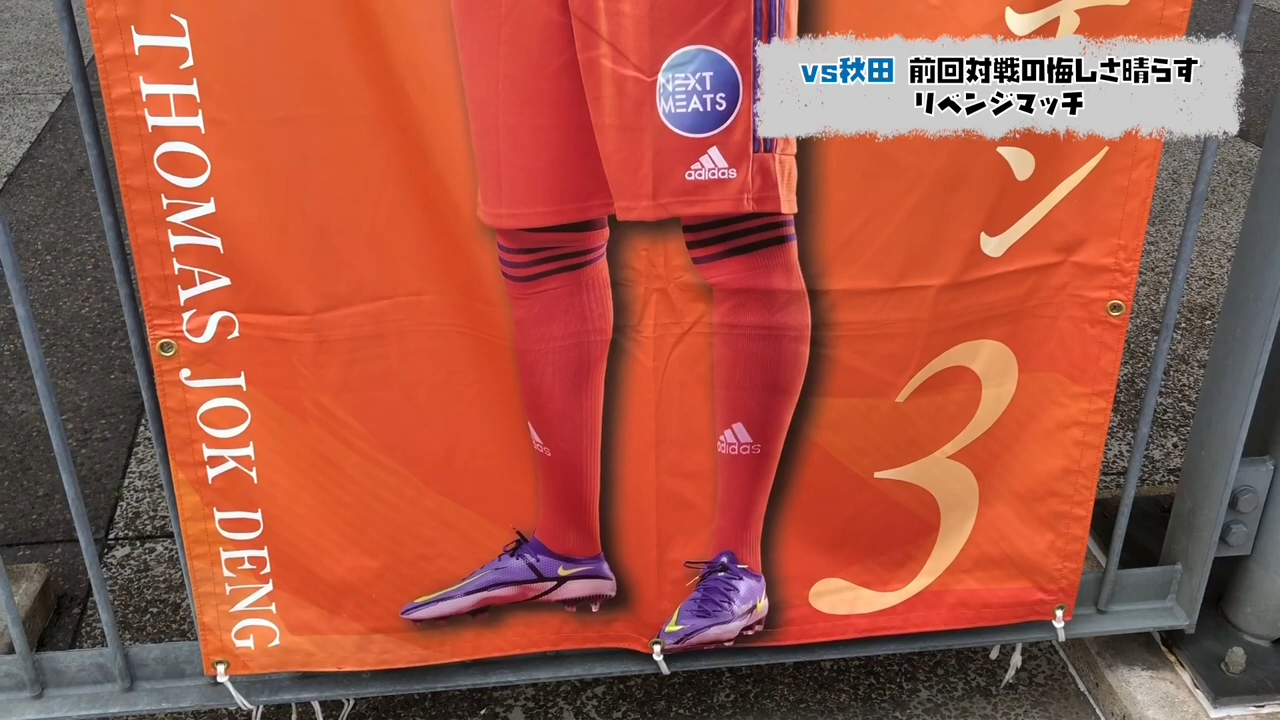 vs秋田 前回対戦の悔しさ晴らす
リベンジマッチ
THOMAS JOK DENG
NEXT
MEATS
adidas
adidas
adidas
ン
3